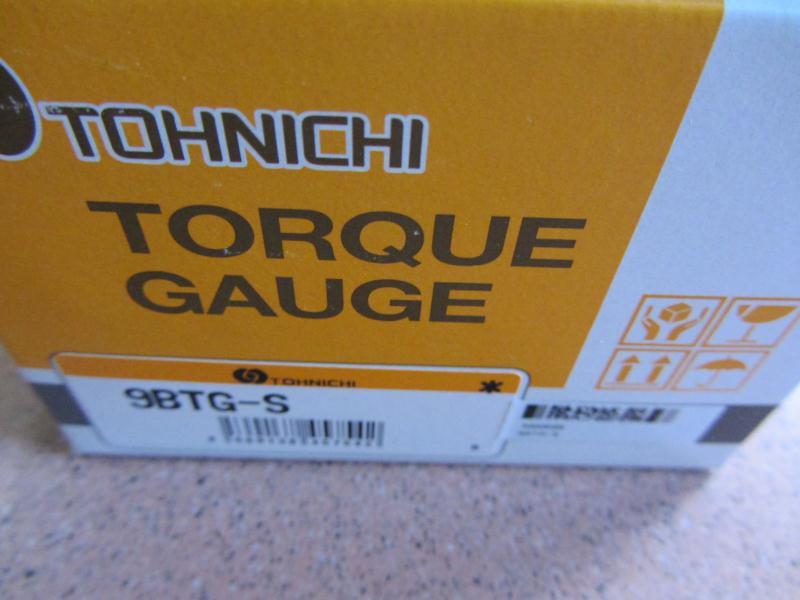 TOHNICHI
TORQUE
GAUGE
TOHNICHI
9BTG-S
*